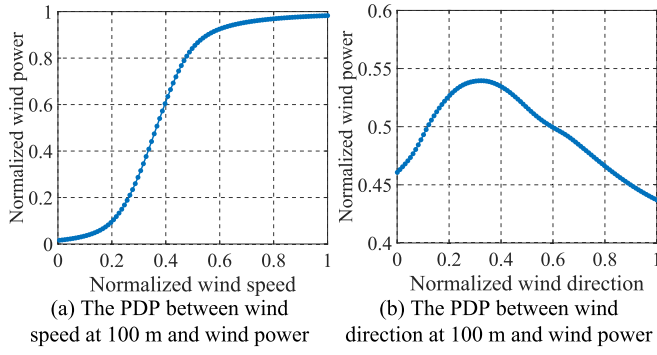 1
0.8
0.6
0.4
0.2
0
0 0.2 0.4 0.6 0.8 1
Normalized wind power
Normalized wind speed
(a) The PDP between wind
speed at 100 m and wind power
0.6
0.55
0.5
0.45
0.4
0 0.2 0.4 0.6 0.8 1
Normalized wind power
Normalized wind direction
(b) The PDP between wind
direction at 100 m and wind power